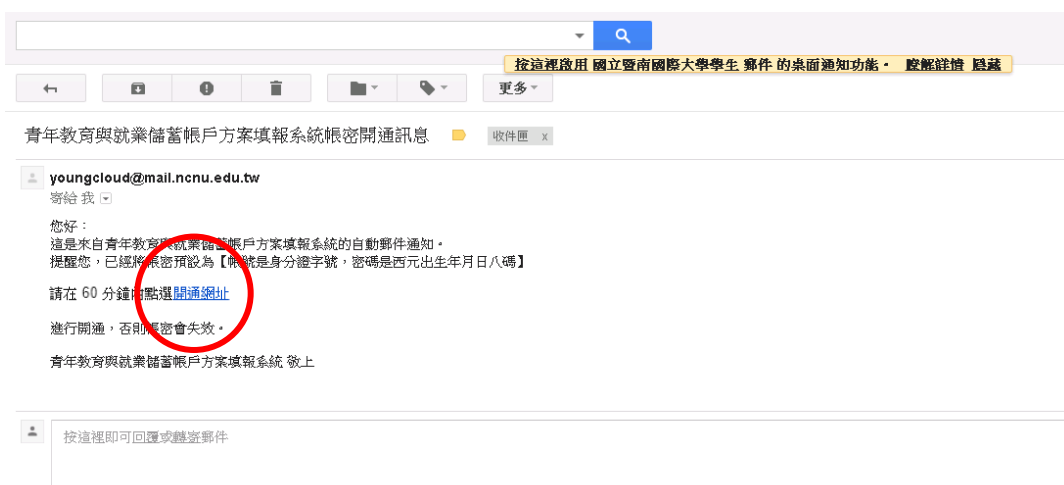 按這裡啟用 國立暨南國際大學學生 郵件 的桌面通知功能。 瞭解詳情 隱藏
更多
青年教育與就業儲蓄帳戶方案填報系統帳密開通訊息 收件匣 x
youngcloud@mail.ncnu.edu.tw
寄給 我
您好：
這是來自青年教育與就業儲蓄帳戶方案填報系統的自動郵件通知。
提醒您，已經將帳密預設為【帳號是身分證字號，密碼是西元出生年月日八碼】
請在 60 分鐘內點選開通網址
進行開通，否則帳密會失效。
青年教育與就業儲蓄帳戶方案填報系統 敬上
按這裡即可回覆或轉寄郵件